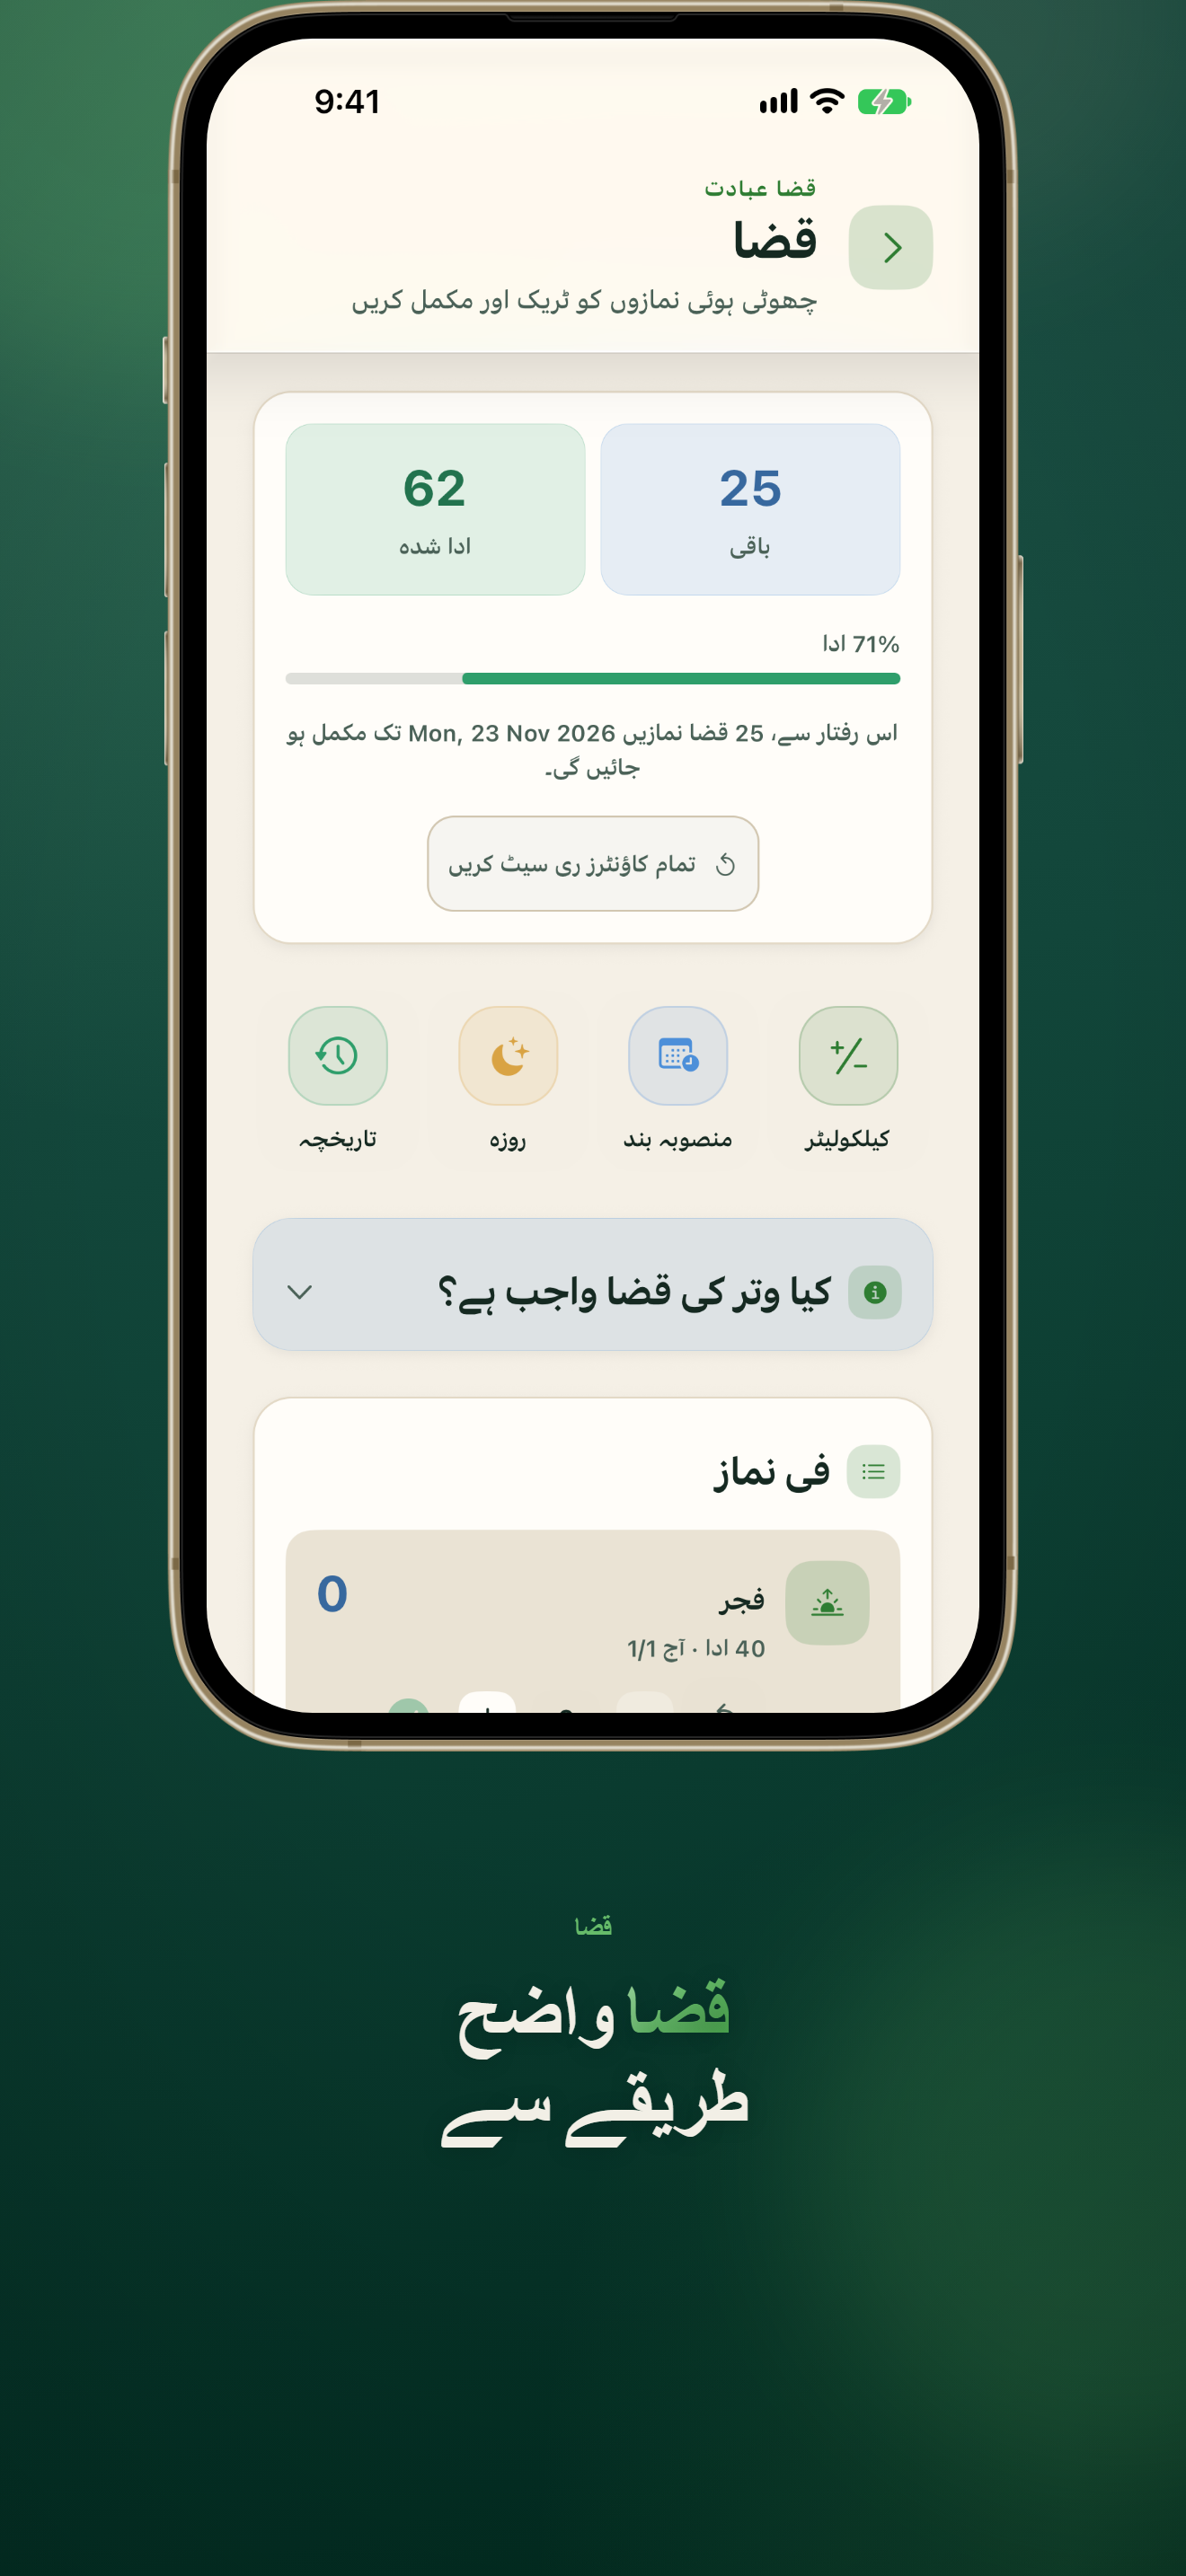 9:41
قضا عبادت
قضا
چھوٹی ہوئی نمازوں کو ٹریک اور مکمل کریں
25
باقی
62
ادا شدہ
71% ادا
اس رفتار سے، 25 قضا نمازیں Mon, 23 Nov 2026 تک مکمل ہو
جائیں گی۔
تمام کاؤنٹرز ری سیٹ کریں
کیلکولیٹر
منصوبہ بند
روزہ
تاریخچہ
کیا وتر کی قضا واجب ہے؟
فی نماز
فجر
0
40 ادا · آج 1/1
قضا
قضا واضح
طریقے سے